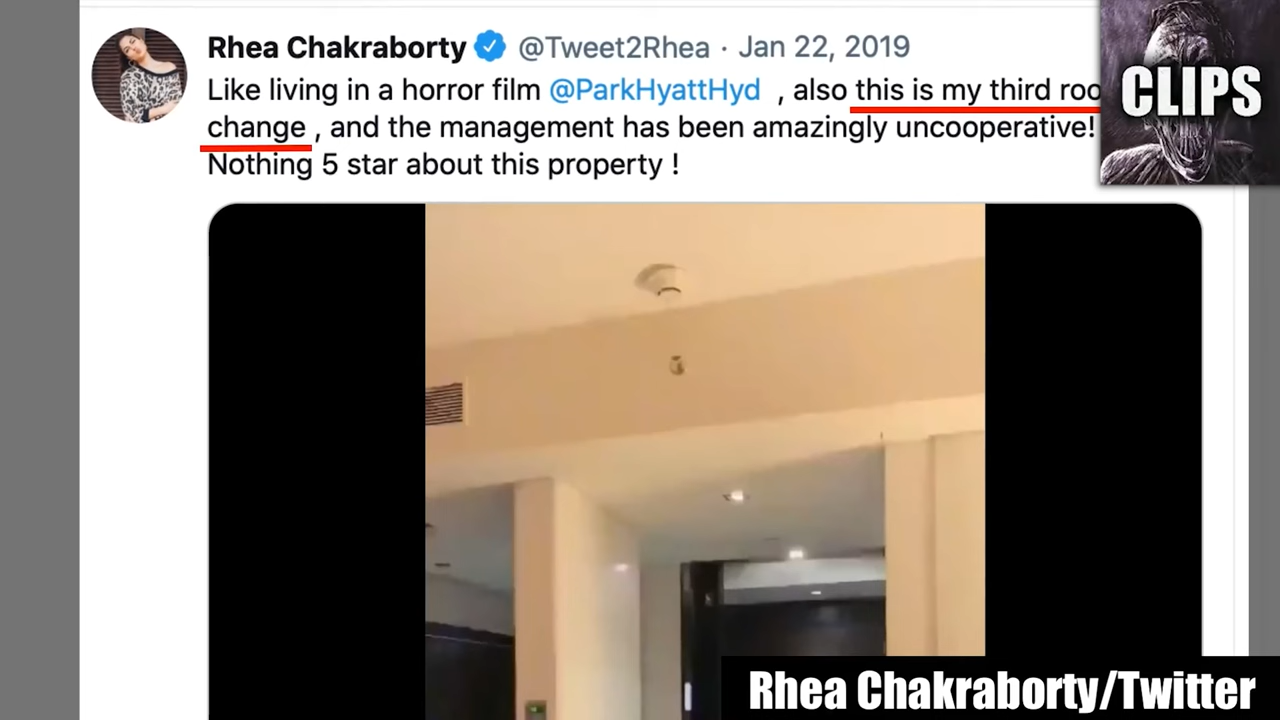 Rhea Chakraborty @Tweet2Rhea · Jan 22, 2019
Like living in a horror film @ParkHyattHyd , also this is my third roo
change , and the management has been amazingly uncooperative!
Nothing 5 star about this property !
CLIPS
Rhea Chakraborty/Twitter